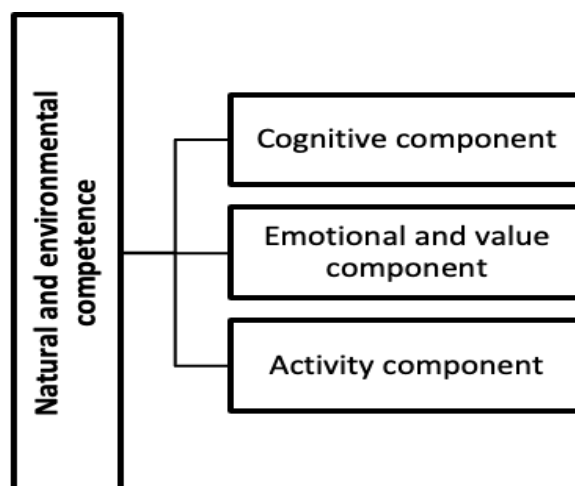 Natural and environmental
competence
Cognitive component
Emotional and value
component
Activity component